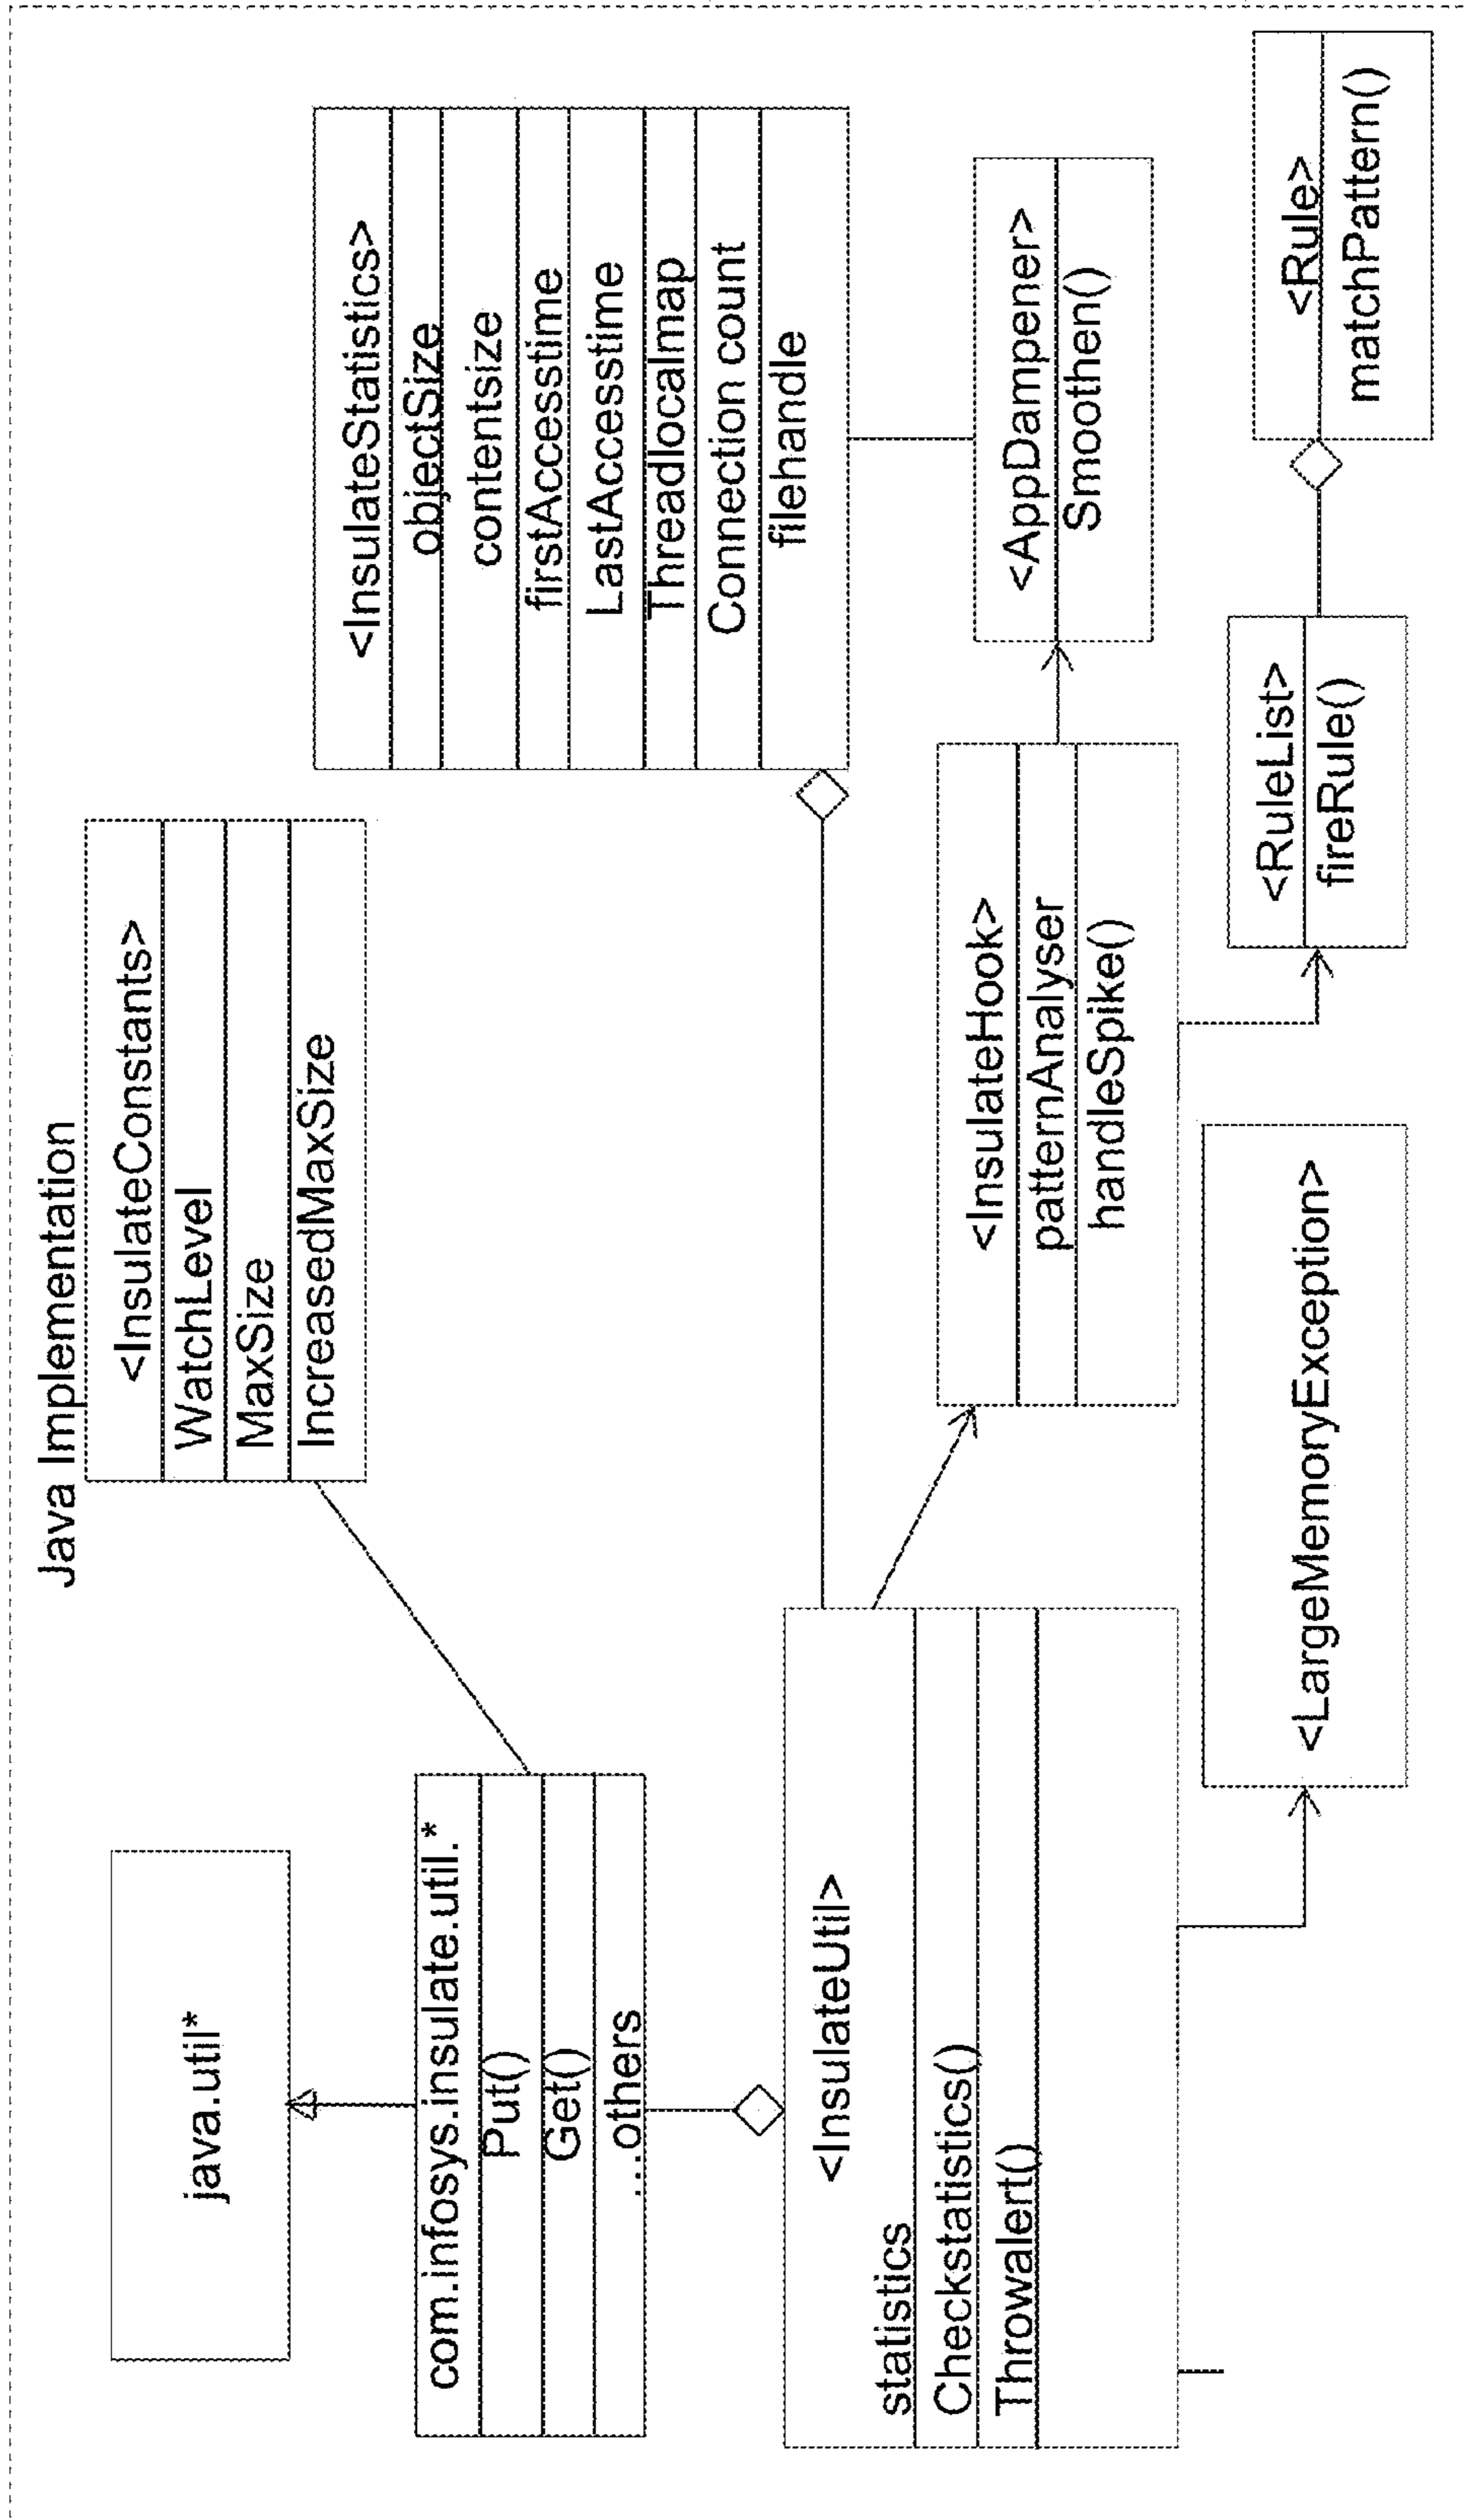 Java Implementation
java.util*
<InsulateConstants>
WatchLevel
MaxSize
IncreasedMaxSize
<InsulateStatistics>
objectSize
contentsize
firstAccesstime
LastAccesstime
Threadlocalmap
Connection count
filehandle
com.infosys.insulate.util.*
Put()
Get()
...others
<InsulateUtil>
statistics
Checkstatistics()
Throwalert()
<InsulateHook>
patternAnalyser
handleSpike()
<AppDampener>
Smoothen()
<LargeMemoryException>
<RuleList>
fireRule()
<Rule>
matchPattern()